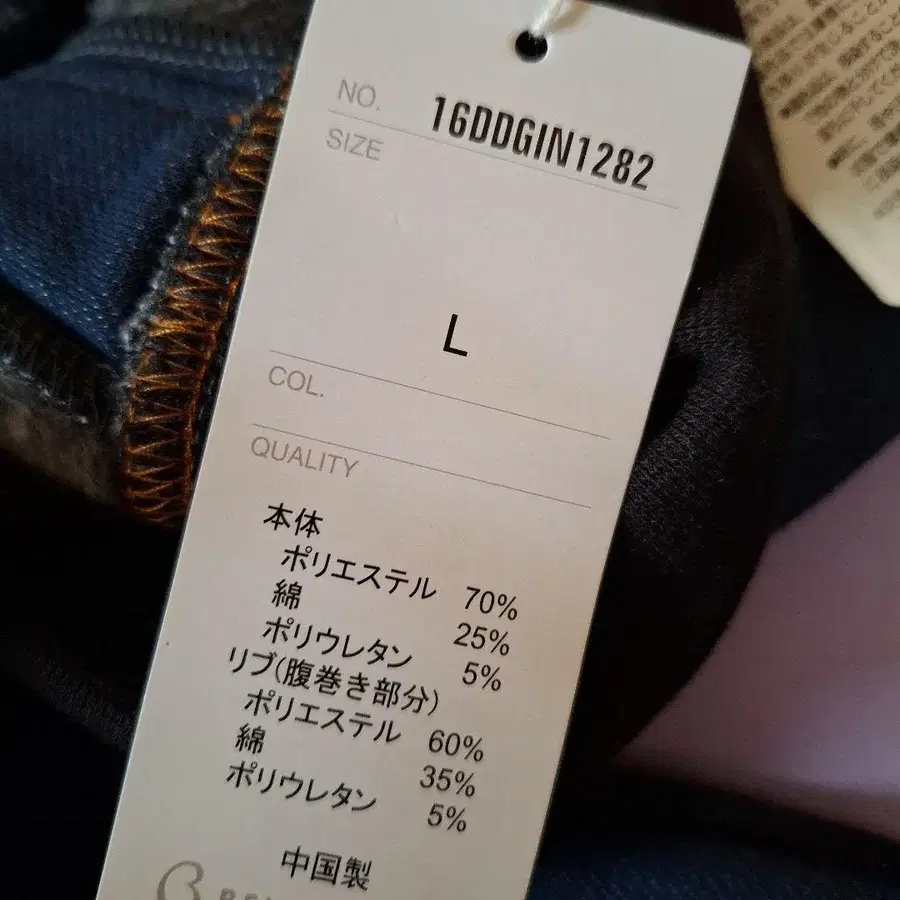 NO. 16DDGIN1282
SIZE
L
COL.
QUALITY
本体
ポリエステル 70%
綿 25%
ポリウレタン 5%
リブ(腹巻き部分)
ポリエステル 60%
綿 35%
ポリウレタン 5%
中国製